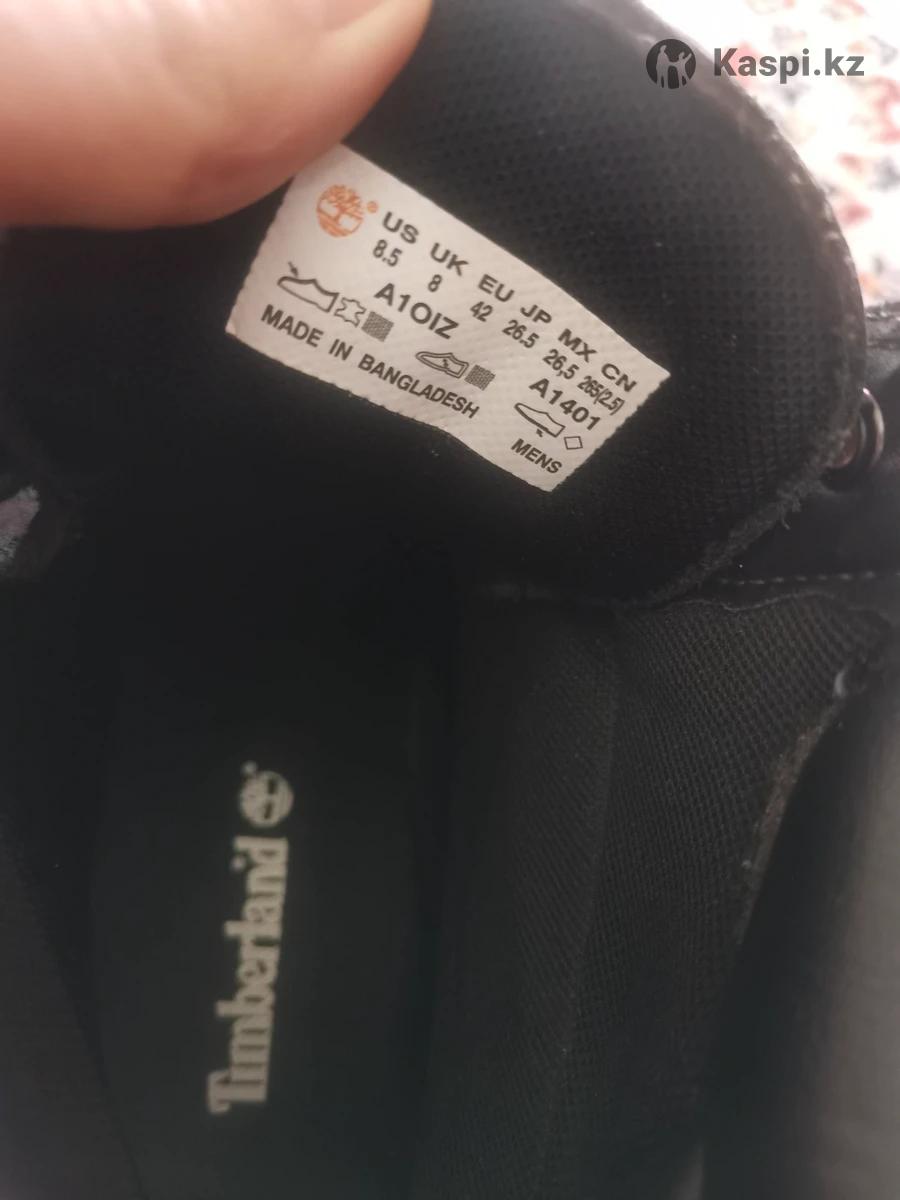 Kaspi.kz
US UK EU JP MX CN
8.5 8 42 26.5 26.5 265(2.5)
A1OIZ A1401
MADE IN BANGLADESH MENS
Timberland